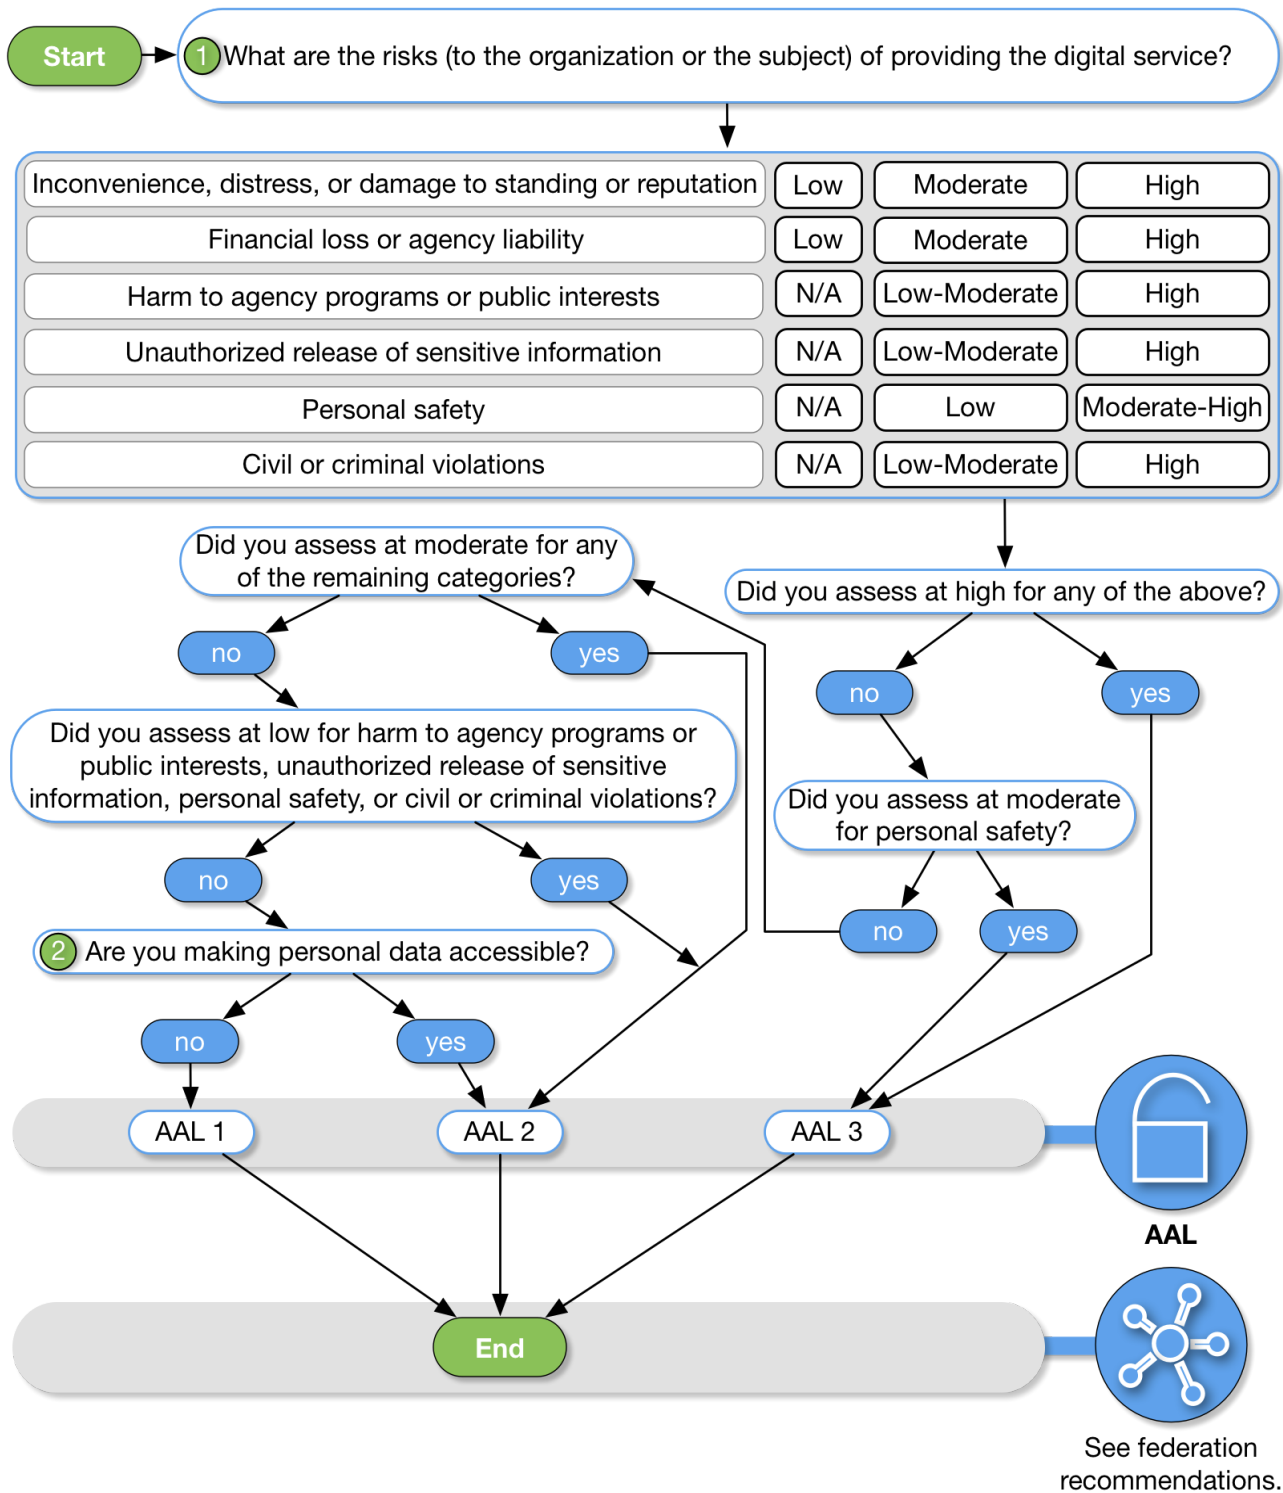 Start
1 What are the risks (to the organization or the subject) of providing the digital service?
Inconvenience, distress, or damage to standing or reputation Low Moderate High
Financial loss or agency liability Low Moderate High
Harm to agency programs or public interests N/A Low-Moderate High
Unauthorized release of sensitive information N/A Low-Moderate High
Personal safety N/A Low Moderate-High
Civil or criminal violations N/A Low-Moderate High
Did you assess at high for any of the above?
no yes
Did you assess at moderate
for personal safety?
no yes
Did you assess at moderate for any
of the remaining categories?
no yes
Did you assess at low for harm to agency programs or
public interests, unauthorized release of sensitive
information, personal safety, or civil or criminal violations?
no yes
2 Are you making personal data accessible?
no yes
AAL 1 AAL 2 AAL 3
AAL
End
See federation
recommendations.